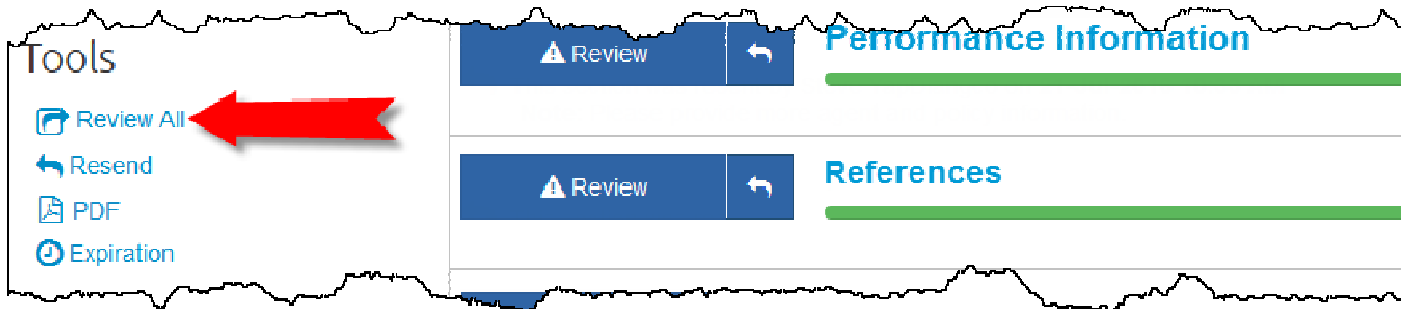 Tools
Review All
Resend
PDF
Expiration
Review
Performance Information
Review
References